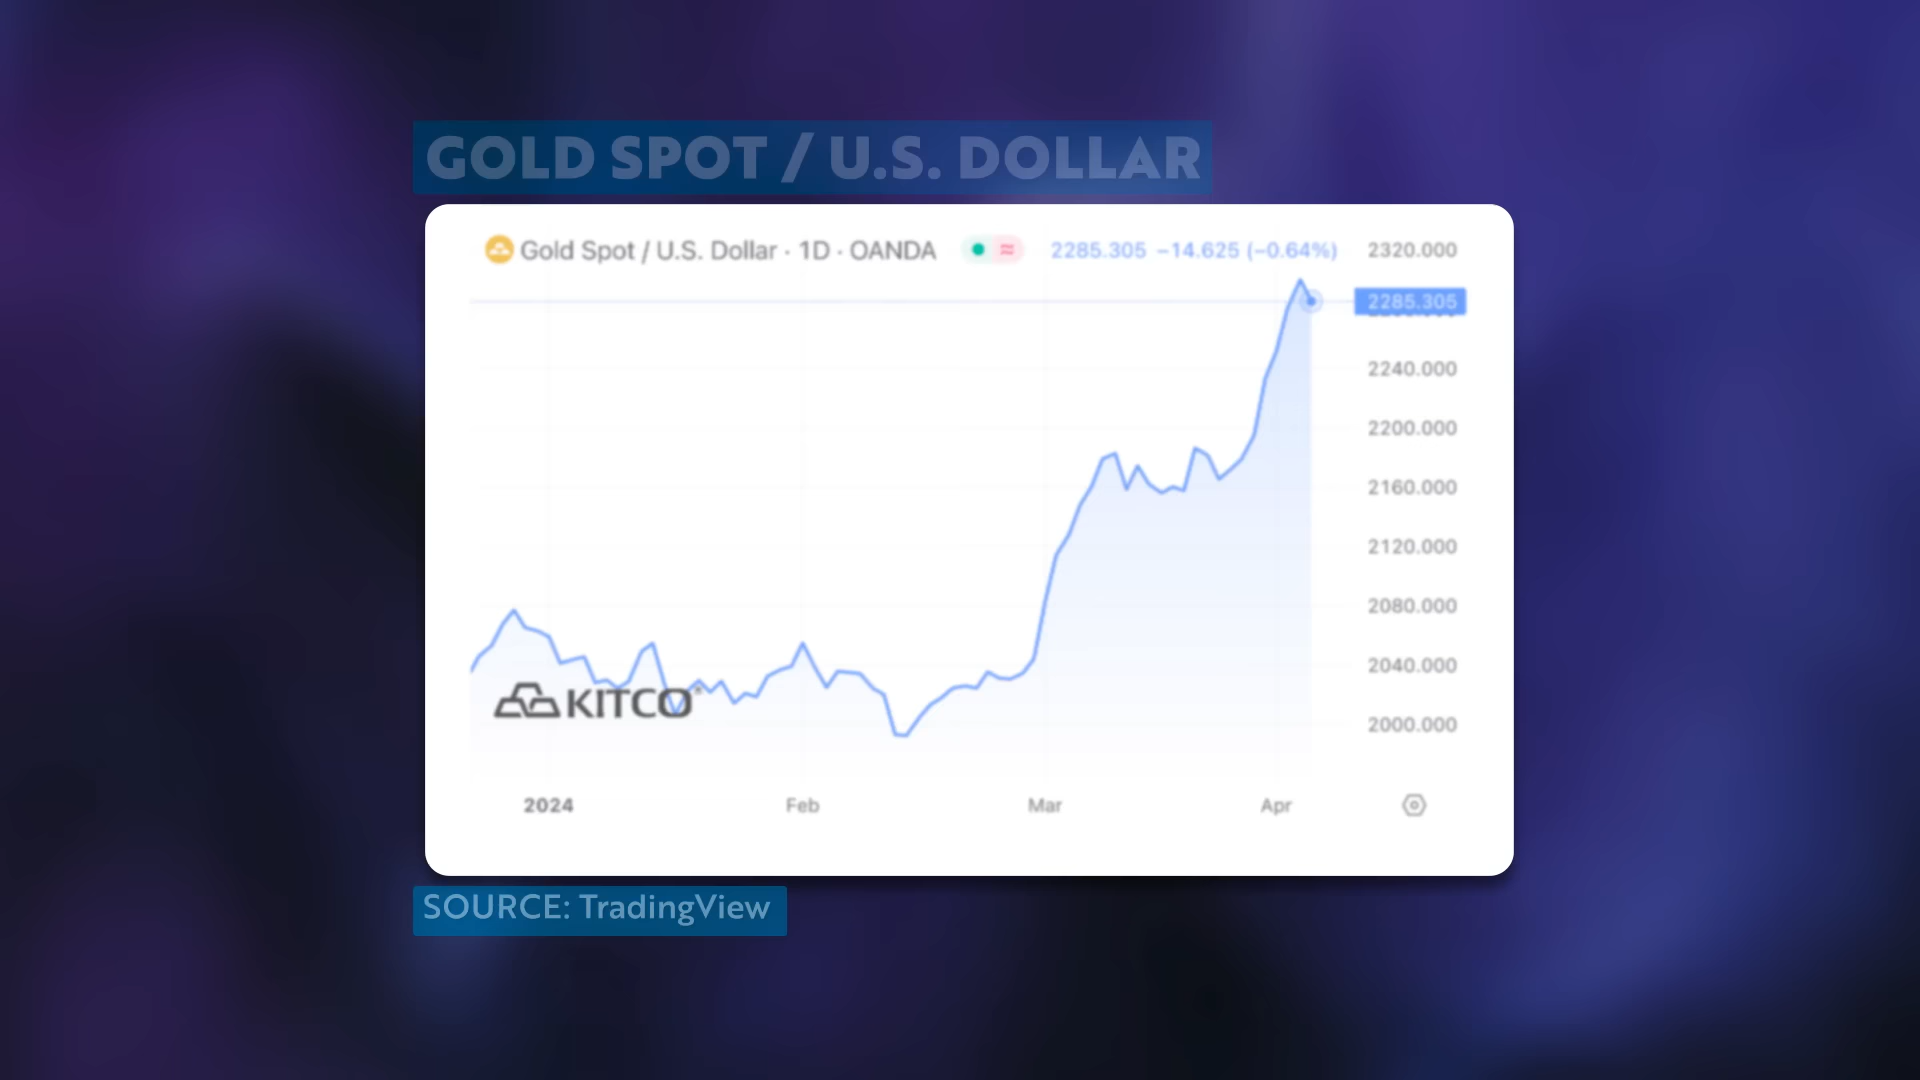 GOLD SPOT / U.S. DOLLAR
Gold Spot / U.S. Dollar · 1D · OANDA
2285.305 −14.625 (−0.64%)
2320.000
2285.305
2240.000
2200.000
2160.000
2120.000
2080.000
2040.000
2000.000
KITCO®
2024 Feb Mar Apr
SOURCE: TradingView